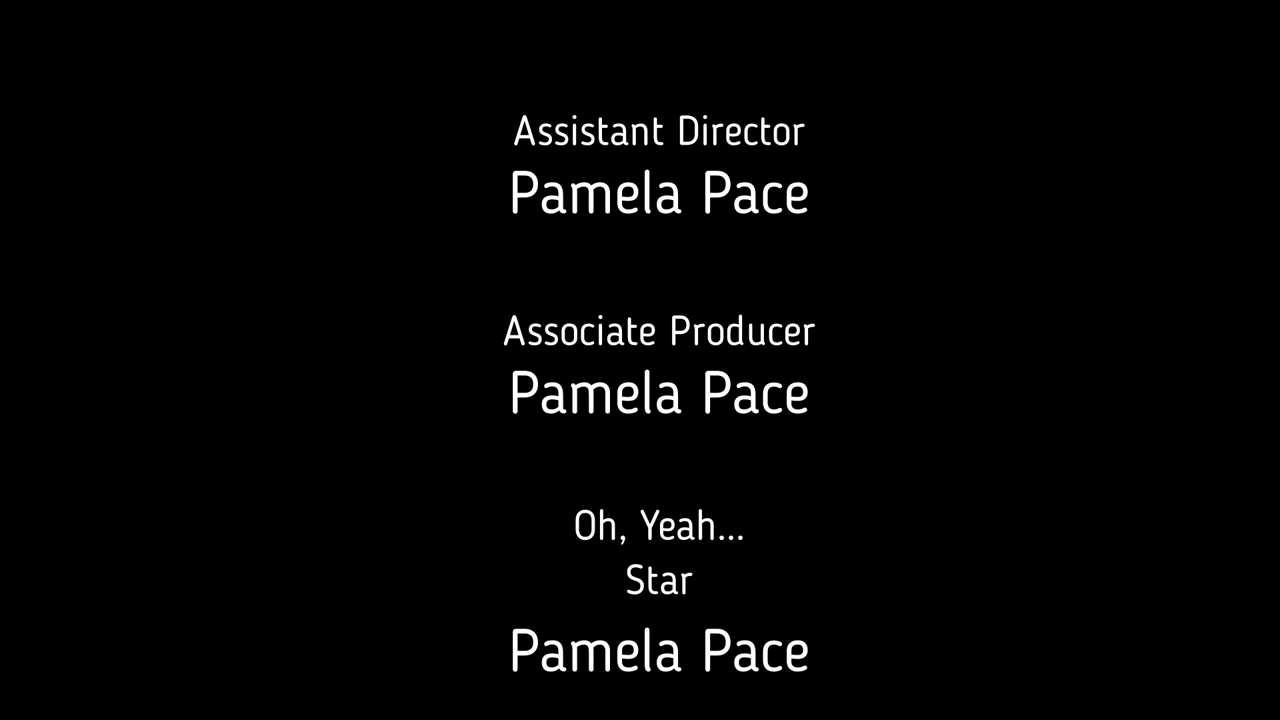 Assistant Director
Pamela Pace
Associate Producer
Pamela Pace
Oh, Yeah...
Star
Pamela Pace